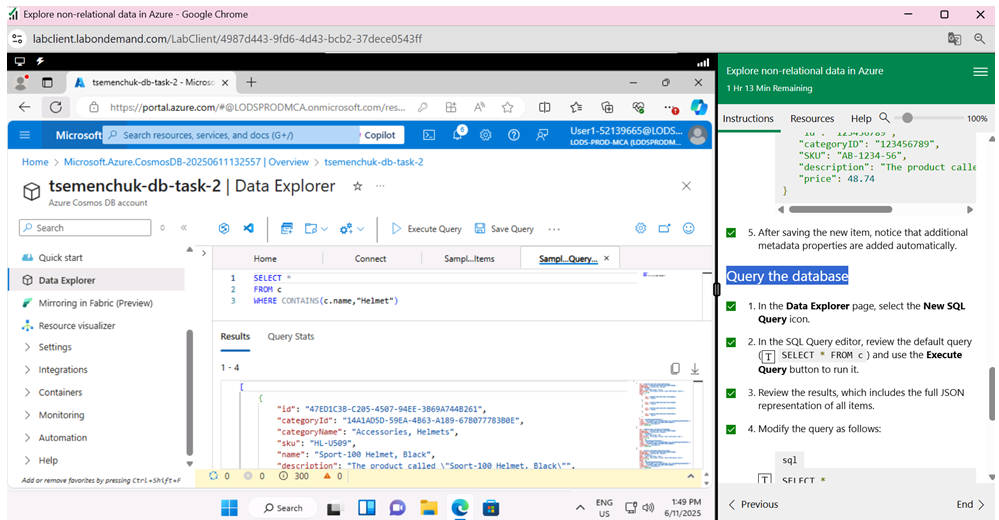 Explore non-relational data in Azure - Google Chrome
labclient.labondemand.com/LabClient/4987d443-9fd6-4d43-bcb2-37dece0543ff
tsemenchuk-db-task-2 - Microso
https://portal.azure.com/#@LODSPRODMCA.onmicrosoft.com/res...
Microsoft
Search resources, services, and docs (G+/)
Copilot
6
User1-52139665@LODS...
LODS-PROD-MCA (LODSPRODM...
Home > Microsoft.Azure.CosmosDB-20250611132557 | Overview > tsemenchuk-db-task-2
tsemenchuk-db-task-2 | Data Explorer
Azure Cosmos DB account
Search
Quick start
Data Explorer
Mirroring in Fabric (Preview)
Resource visualizer
Settings
Integrations
Containers
Monitoring
Automation
Help
Add or remove favorites by pressing Ctrl+Shift+F
Execute Query
Save Query
Home
Connect
Sampl...Items
Sampl...Query...
1 SELECT *
2 FROM c
3 WHERE CONTAINS(c.name,"Helmet")
Results
Query Stats
1 - 4
[
{
"id": "47ED1C38-C205-4507-94EE-3B69A744B261",
"categoryId": "14A1AD5D-59EA-4B63-A189-67B077783B0E",
"categoryName": "Accessories, Helmets",
"sku": "HL-U509",
"name": "Sport-100 Helmet, Black",
"description": "The product called \"Sport-100 Helmet, Black\"",
0 0 300 0
Search
ENG
US
1:49 PM
6/11/2025
Explore non-relational data in Azure
1 Hr 13 Min Remaining
Instructions
Resources
Help
100%
"id": "123456789",
"categoryID": "123456789",
"SKU": "AB-1234-56",
"description": "The product calle
"price": 48.74
}
5. After saving the new item, notice that additional
metadata properties are added automatically.
Query the database
1. In the Data Explorer page, select the New SQL
Query icon.
2. In the SQL Query editor, review the default query
(T SELECT * FROM c ) and use the Execute
Query button to run it.
3. Review the results, which includes the full JSON
representation of all items.
4. Modify the query as follows:
sql
T SELECT *
Previous
End